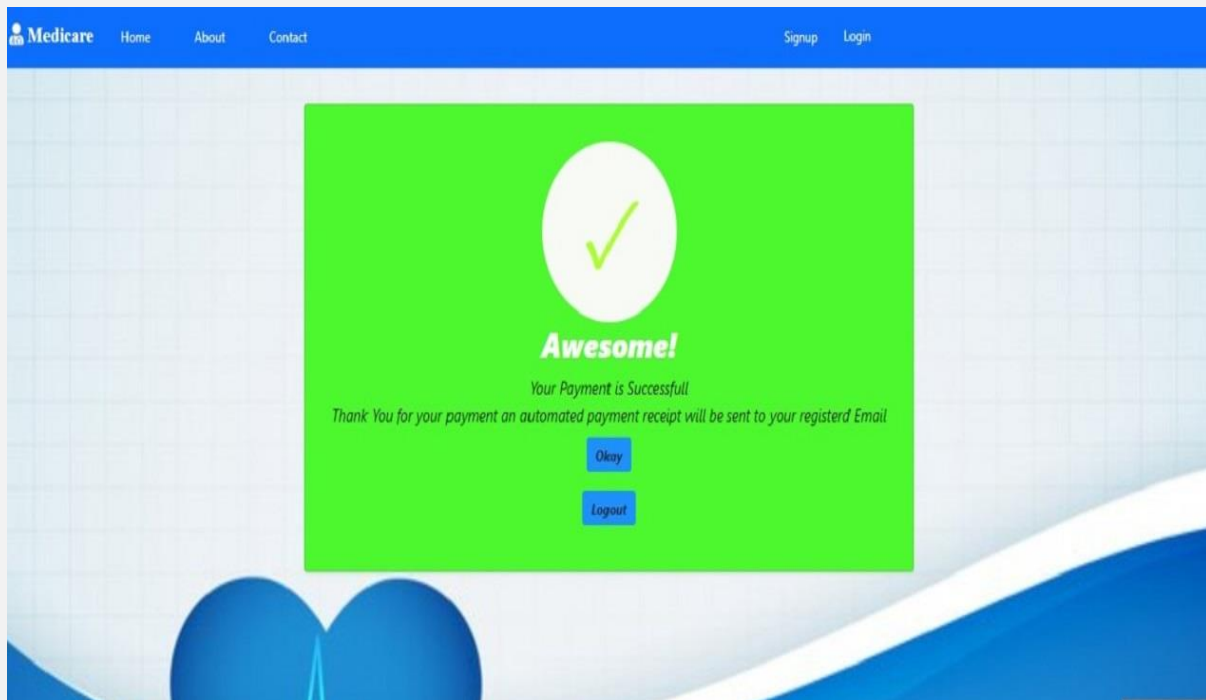 Medicare Home About Contact Signup Login
Awesome!
Your Payment is Successfull
Thank You for your payment an automated payment receipt will be sent to your registerd Email
Okay
Logout